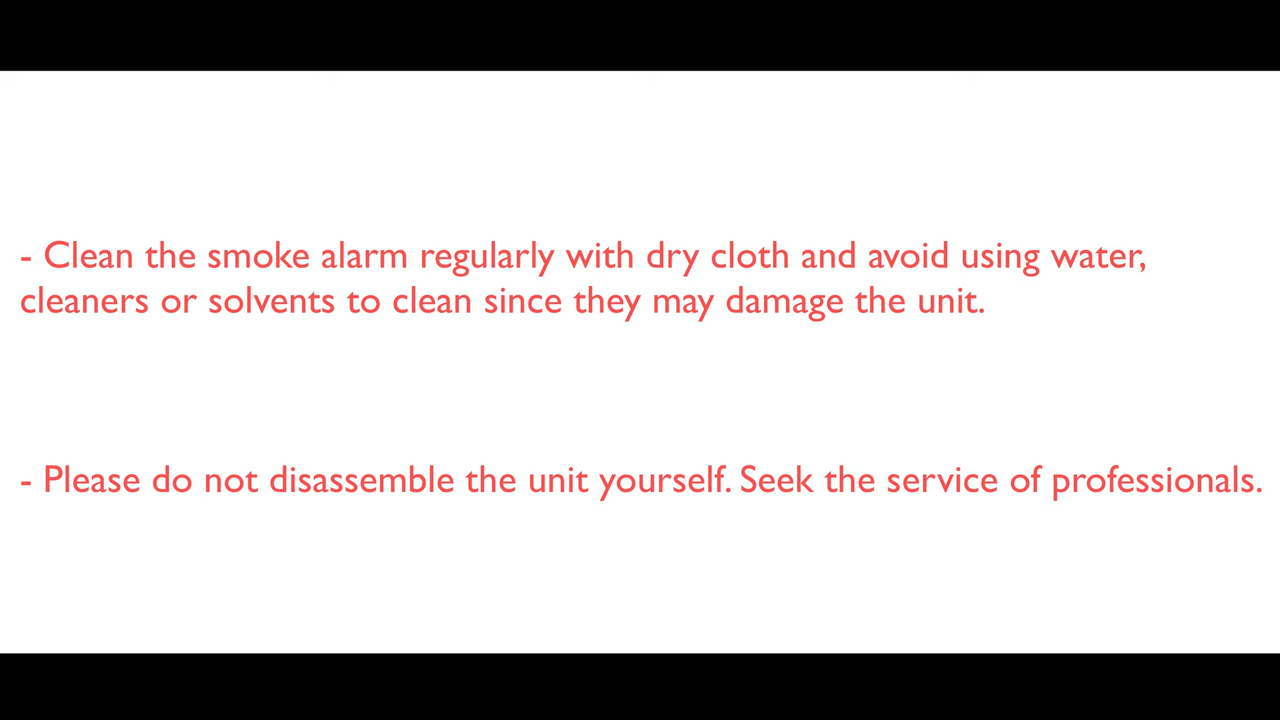 - Clean the smoke alarm regularly with dry cloth and avoid using water,
cleaners or solvents to clean since they may damage the unit.
- Please do not disassemble the unit yourself. Seek the service of professionals.